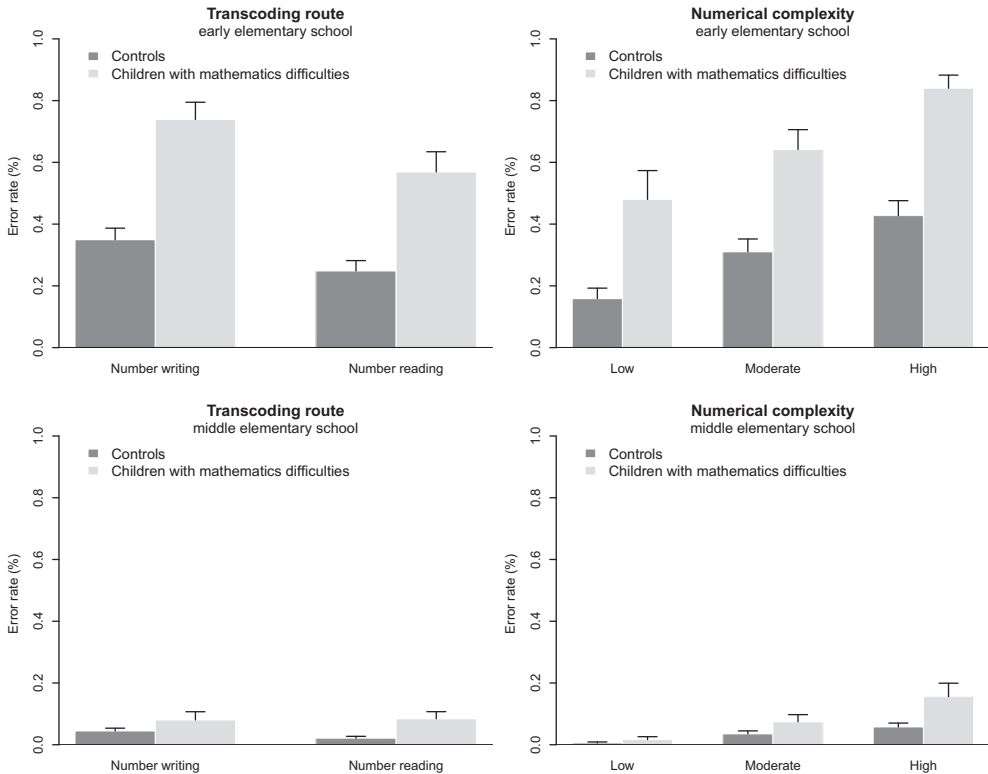 Transcoding route
early elementary school
Controls
Children with mathematics difficulties
Error rate (%)
1.0
0.8
0.6
0.4
0.2
0.0
Number writing
Number reading
Numerical complexity
early elementary school
Controls
Children with mathematics difficulties
Error rate (%)
1.0
0.8
0.6
0.4
0.2
0.0
Low
Moderate
High
Transcoding route
middle elementary school
Controls
Children with mathematics difficulties
Error rate (%)
1.0
0.8
0.6
0.4
0.2
0.0
Number writing
Number reading
Numerical complexity
middle elementary school
Controls
Children with mathematics difficulties
Error rate (%)
1.0
0.8
0.6
0.4
0.2
0.0
Low
Moderate
High